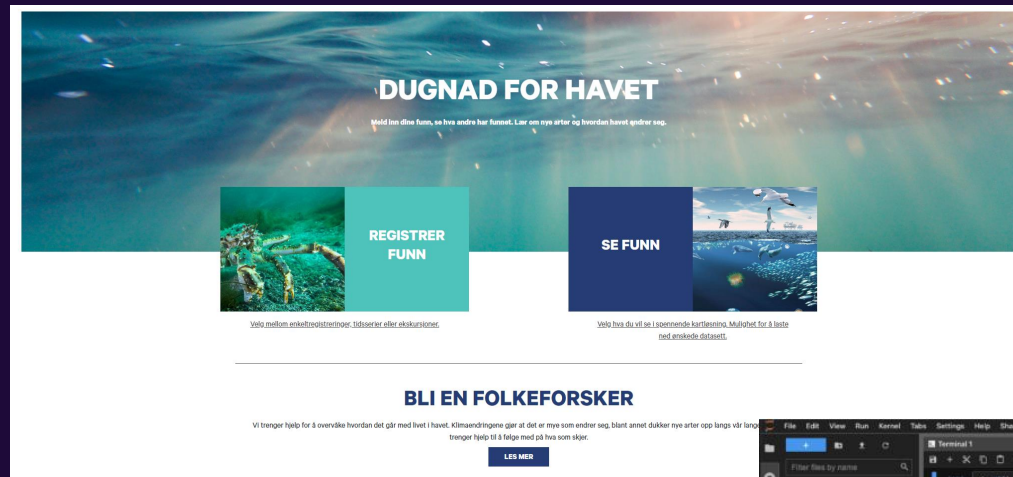 DUGNAD FOR HAVET
Meld inn dine funn, se hva andre har funnet. Lær om nye arter og hvordan havet endrer seg.
REGISTRER
FUNN
SE FUNN
Velg mellom enkeltregistreringer, tidsserier eller ekskursjoner.
Velg hva du vil se i spennende kartløsning. Mulighet for å laste
ned ønskede datasett.
BLI EN FOLKEFORSKER
Vi trenger hjelp for å overvåke hvordan det går med livet i havet. Klimaendringene gjør at det er mye som endrer seg, blant annet dukker nye arter opp langs vår lange
trenger hjelp til å følge med på hva som skjer.
LES MER
File Edit View Run Kernel Tabs Settings Help
Terminal 1
Filter files by name